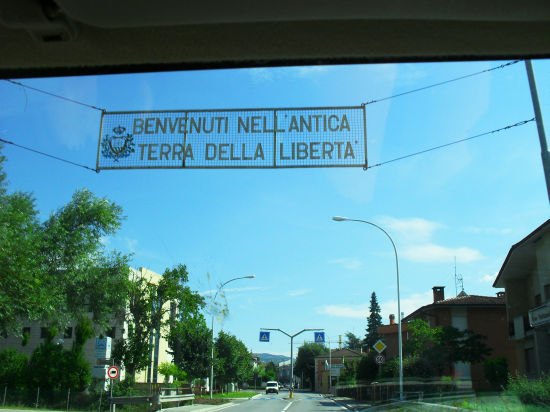 BENVENUTI NELL'ANTICA
TERRA DELLA LIBERTA'